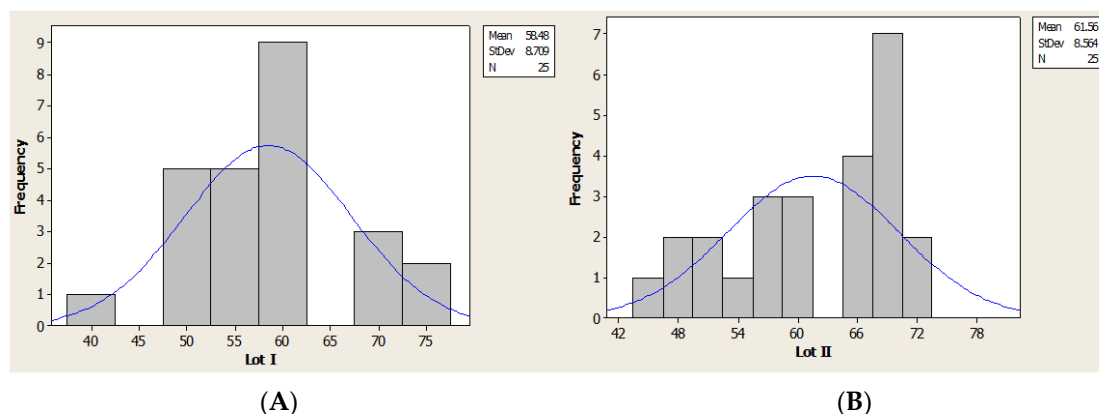 Mean 58.48
StDev 8.709
N 25
Frequency
9
8
7
6
5
4
3
2
1
0
40 45 50 55 60 65 70 75
Lot I
(A)
Mean 61.56
StDev 8.564
N 25
Frequency
7
6
5
4
3
2
1
0
42 48 54 60 66 72 78
Lot II
(B)